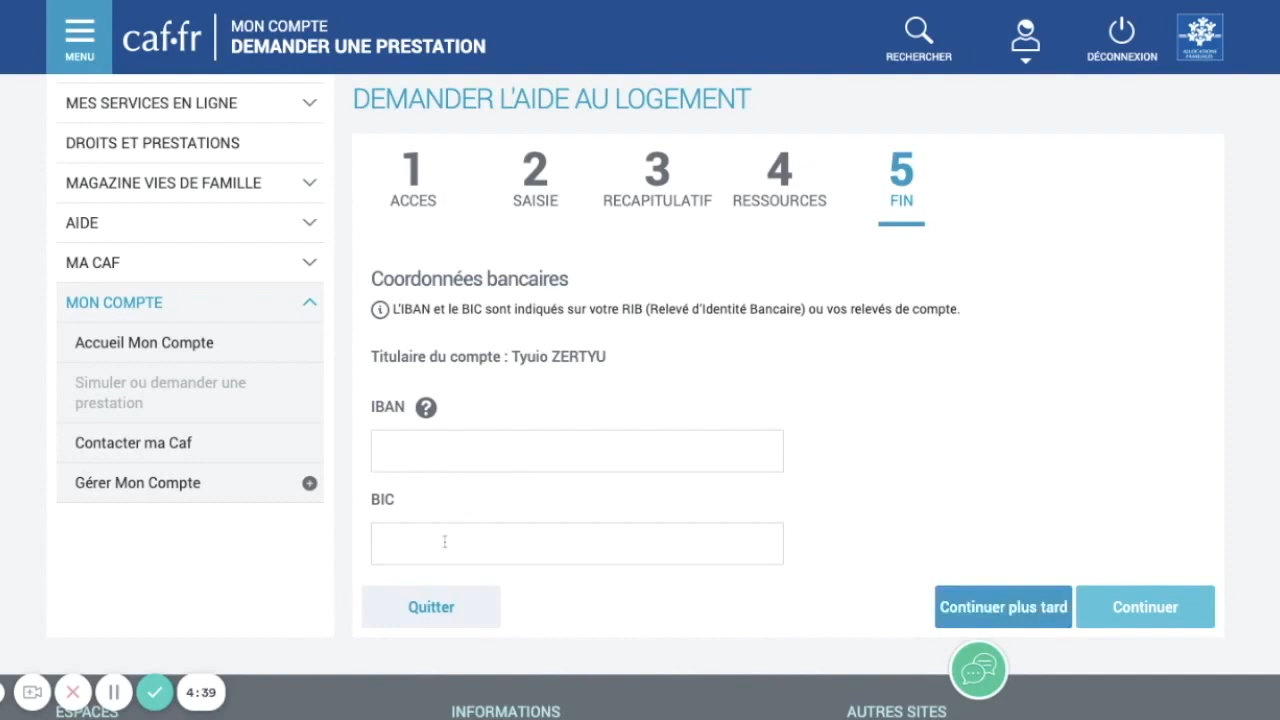 MENU
caf.fr
MON COMPTE
DEMANDER UNE PRESTATION
RECHERCHER
DÉCONNEXION
ALLOCATIONS
FAMILIALES
MES SERVICES EN LIGNE
DROITS ET PRESTATIONS
MAGAZINE VIES DE FAMILLE
AIDE
MA CAF
MON COMPTE
Accueil Mon Compte
Simuler ou demander une
prestation
Contacter ma Caf
Gérer Mon Compte
DEMANDER L'AIDE AU LOGEMENT
1 2 3 4 5
ACCES SAISIE RECAPITULATIF RESSOURCES FIN
Coordonnées bancaires
L'IBAN et le BIC sont indiqués sur votre RIB (Relevé d'Identité Bancaire) ou vos relevés de compte.
Titulaire du compte : Tyuio ZERTYU
IBAN ?
BIC
Quitter
Continuer plus tard
Continuer
4:39
ESPACES
INFORMATIONS
AUTRES SITES